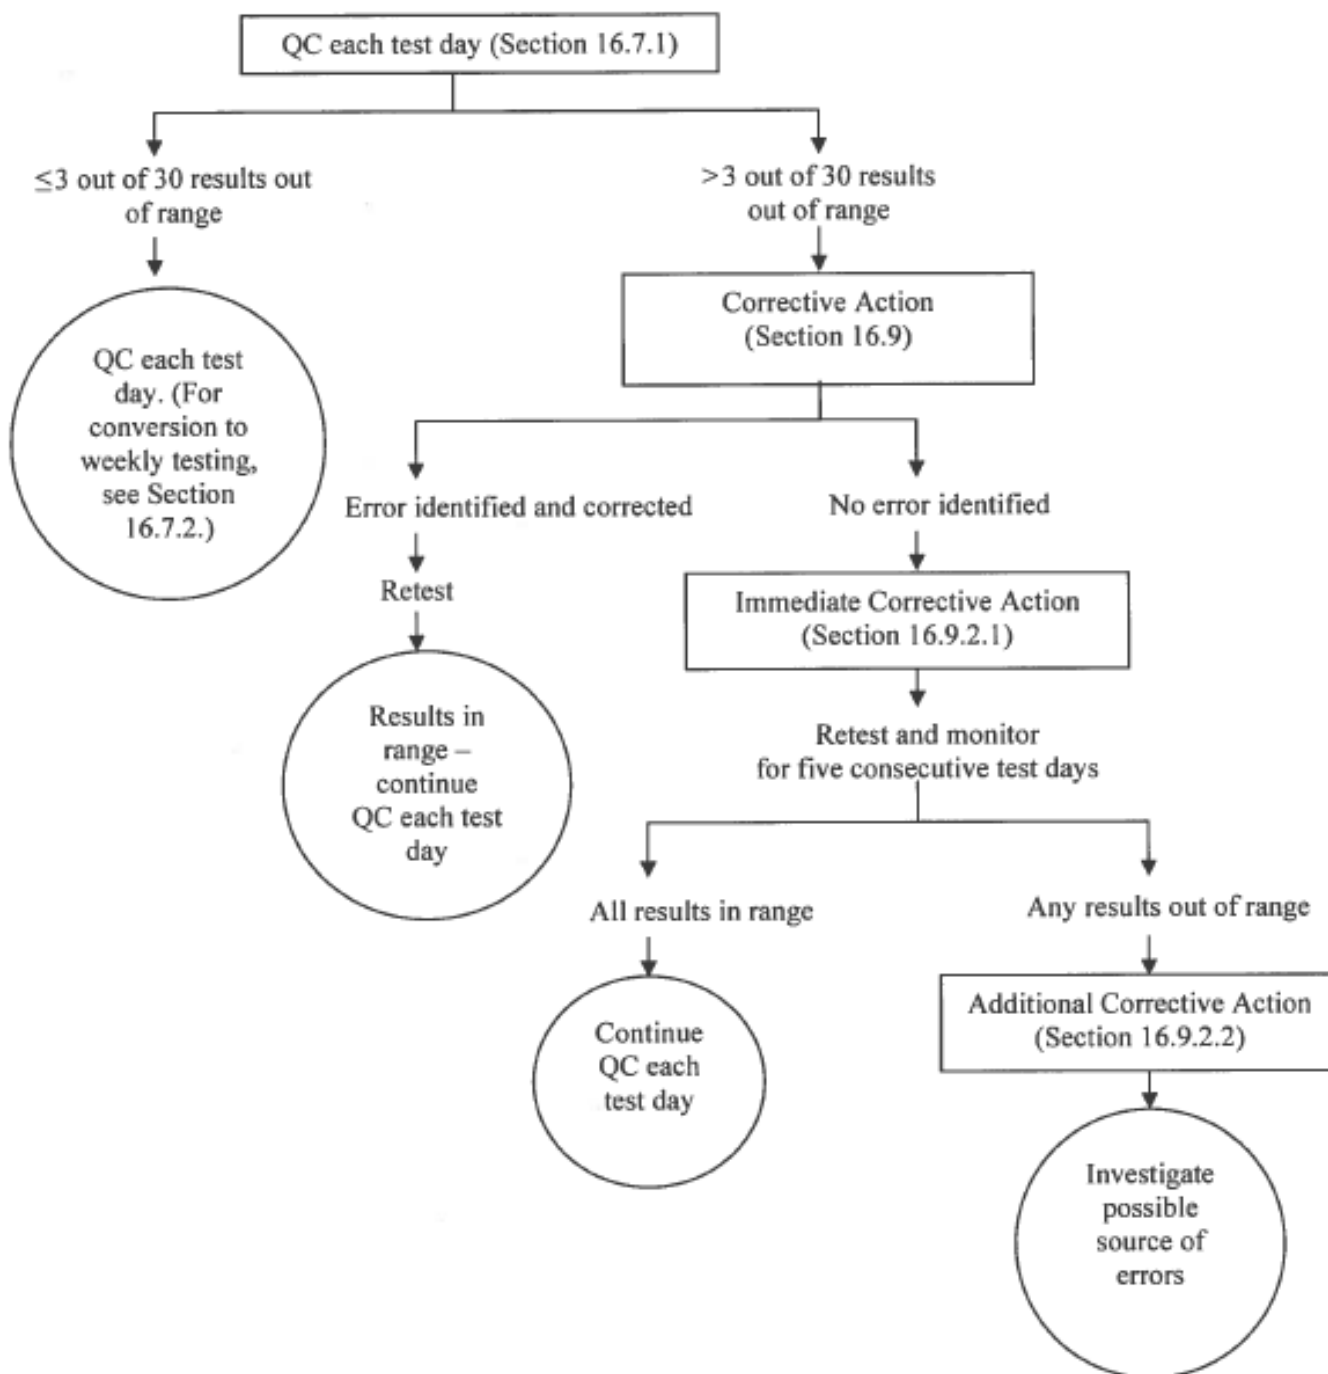 QC each test day (Section 16.7.1)
≤3 out of 30 results out
of range
>3 out of 30 results
out of range
QC each test
day. (For
conversion to
weekly testing,
see Section
16.7.2.)
Corrective Action
(Section 16.9)
Error identified and corrected
No error identified
Retest
Immediate Corrective Action
(Section 16.9.2.1)
Results in
range –
continue
QC each test
day
Retest and monitor
for five consecutive test days
All results in range
Any results out of range
Continue
QC each
test day
Additional Corrective Action
(Section 16.9.2.2)
Investigate
possible
source of
errors